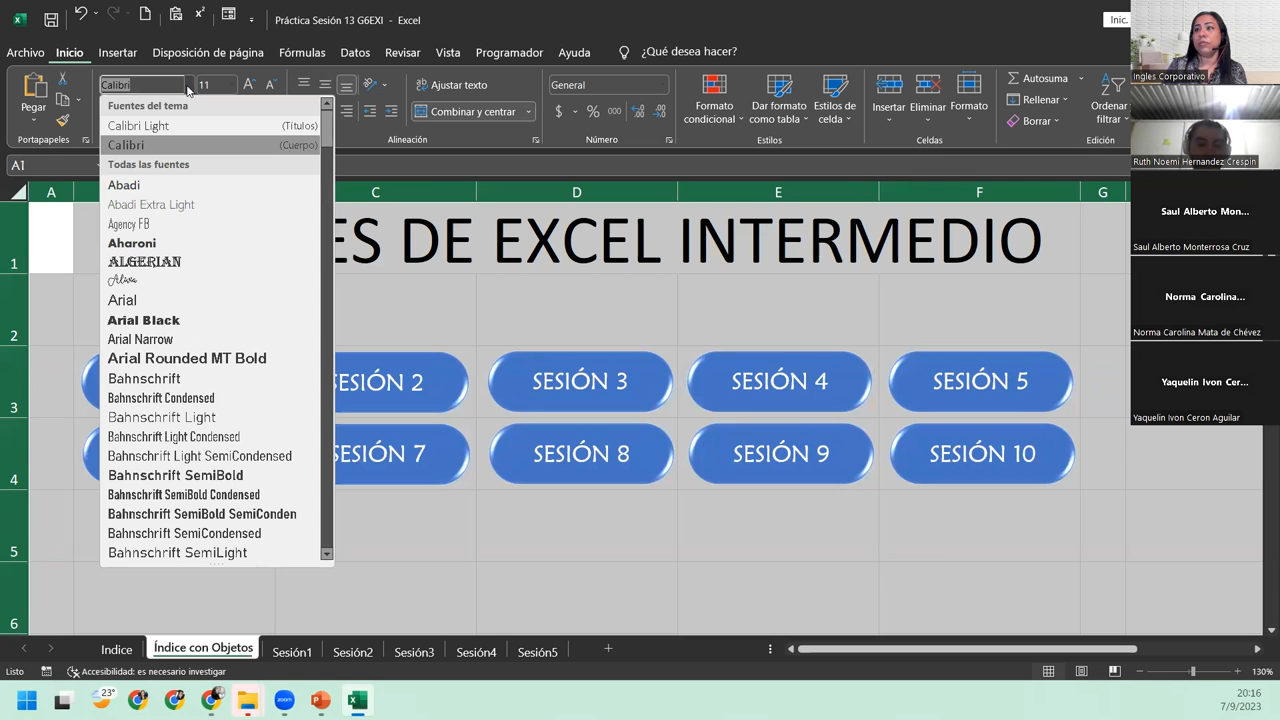 Práctica Sesión 13 G6EXI - Excel
Inic.
Archivo Inicio Insertar Disposición de página Fórmulas Datos Revisar Vista Programador Ayuda ¿Qué desea hacer?
Pegar
Portapapeles
Calibri 11
Ajustar texto
Combinar y centrar
General
Número
Formato condicional
Dar formato como tabla
Estilos de celda
Estilos
Insertar Eliminar Formato
Celdas
Autosuma
Rellenar
Borrar
Ordenar
A1
Fuentes del tema
Calibri Light (Títulos)
Calibri (Cuerpo)
Todas las fuentes
Abadi
Abadi Extra Light
Agency FB
Aharoni
ALGERIAN
Arial
Arial Black
Arial Narrow
Arial Rounded MT Bold
Bahnschrift
Bahnschrift Condensed
Bahnschrift Light
Bahnschrift Light Condensed
Bahnschrift Light SemiCondensed
Bahnschrift SemiBold
Bahnschrift SemiBold Condensed
Bahnschrift SemiBold SemiConden
Bahnschrift SemiCondensed
Bahnschrift SemiLight
A C D E F G
1
2
3
4
5
6
ES DE EXCEL INTERMEDIO
SESIÓN 2 SESIÓN 3 SESIÓN 4 SESIÓN 5
SESIÓN 7 SESIÓN 8 SESIÓN 9 SESIÓN 10
Ingles Corporativo
Ruth Noemi Hernandez Crespin
Saul Alberto Mon...
Saul Alberto Monterrosa Cruz
Norma Carolina...
Norma Carolina Mata de Chévez
Yaquelin Ivon Cer...
Yaquelin Ivon Ceron Aguilar
Indice Índice con Objetos Sesión1 Sesión2 Sesión3 Sesión4 Sesión5
Listo Accesibilidad: es necesario investigar 130%
23° zoom
20:16
7/9/2023